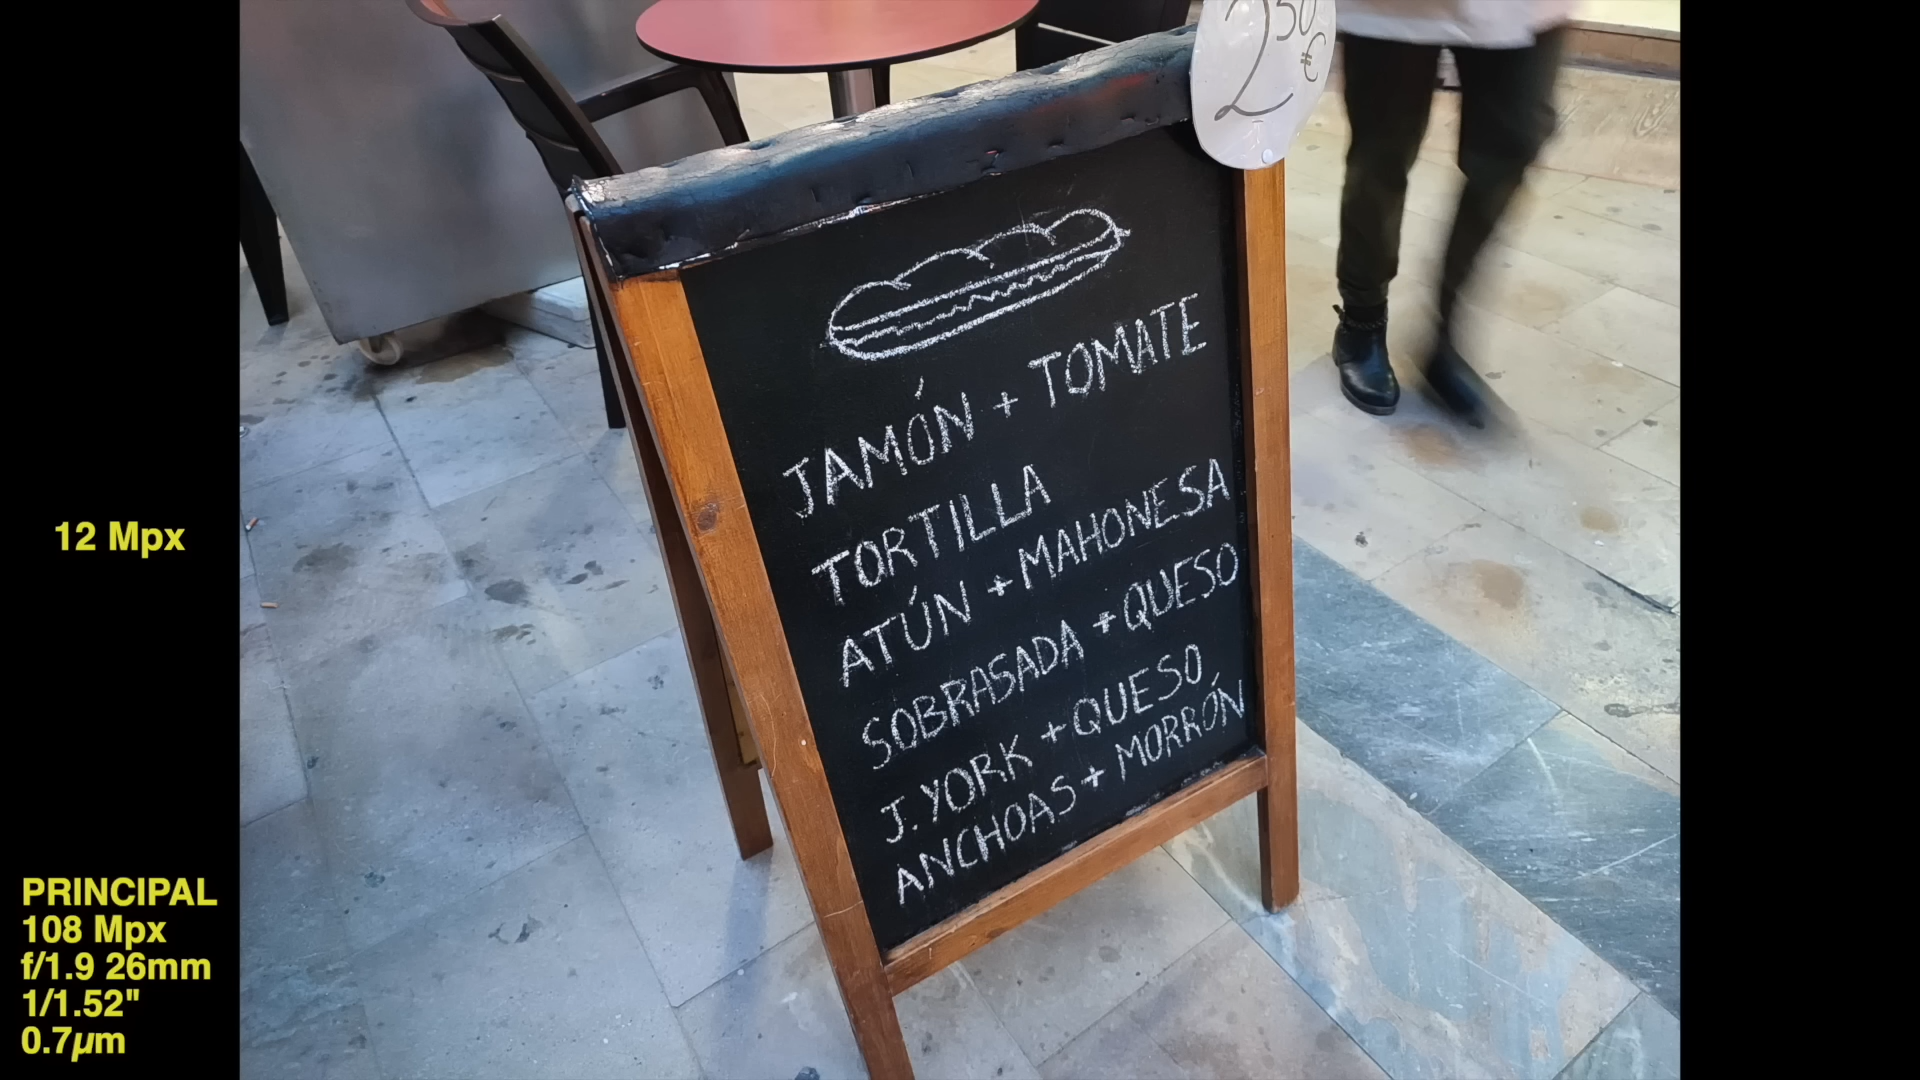 2,50
€
JAMÓN + TOMATE
TORTILLA
ATÚN + MAHONESA
SOBRASADA + QUESO
J. YORK + QUESO
ANCHOAS + MORRÓN
12 Mpx
PRINCIPAL
108 Mpx
f/1.9 26mm
1/1.52"
0.7µm